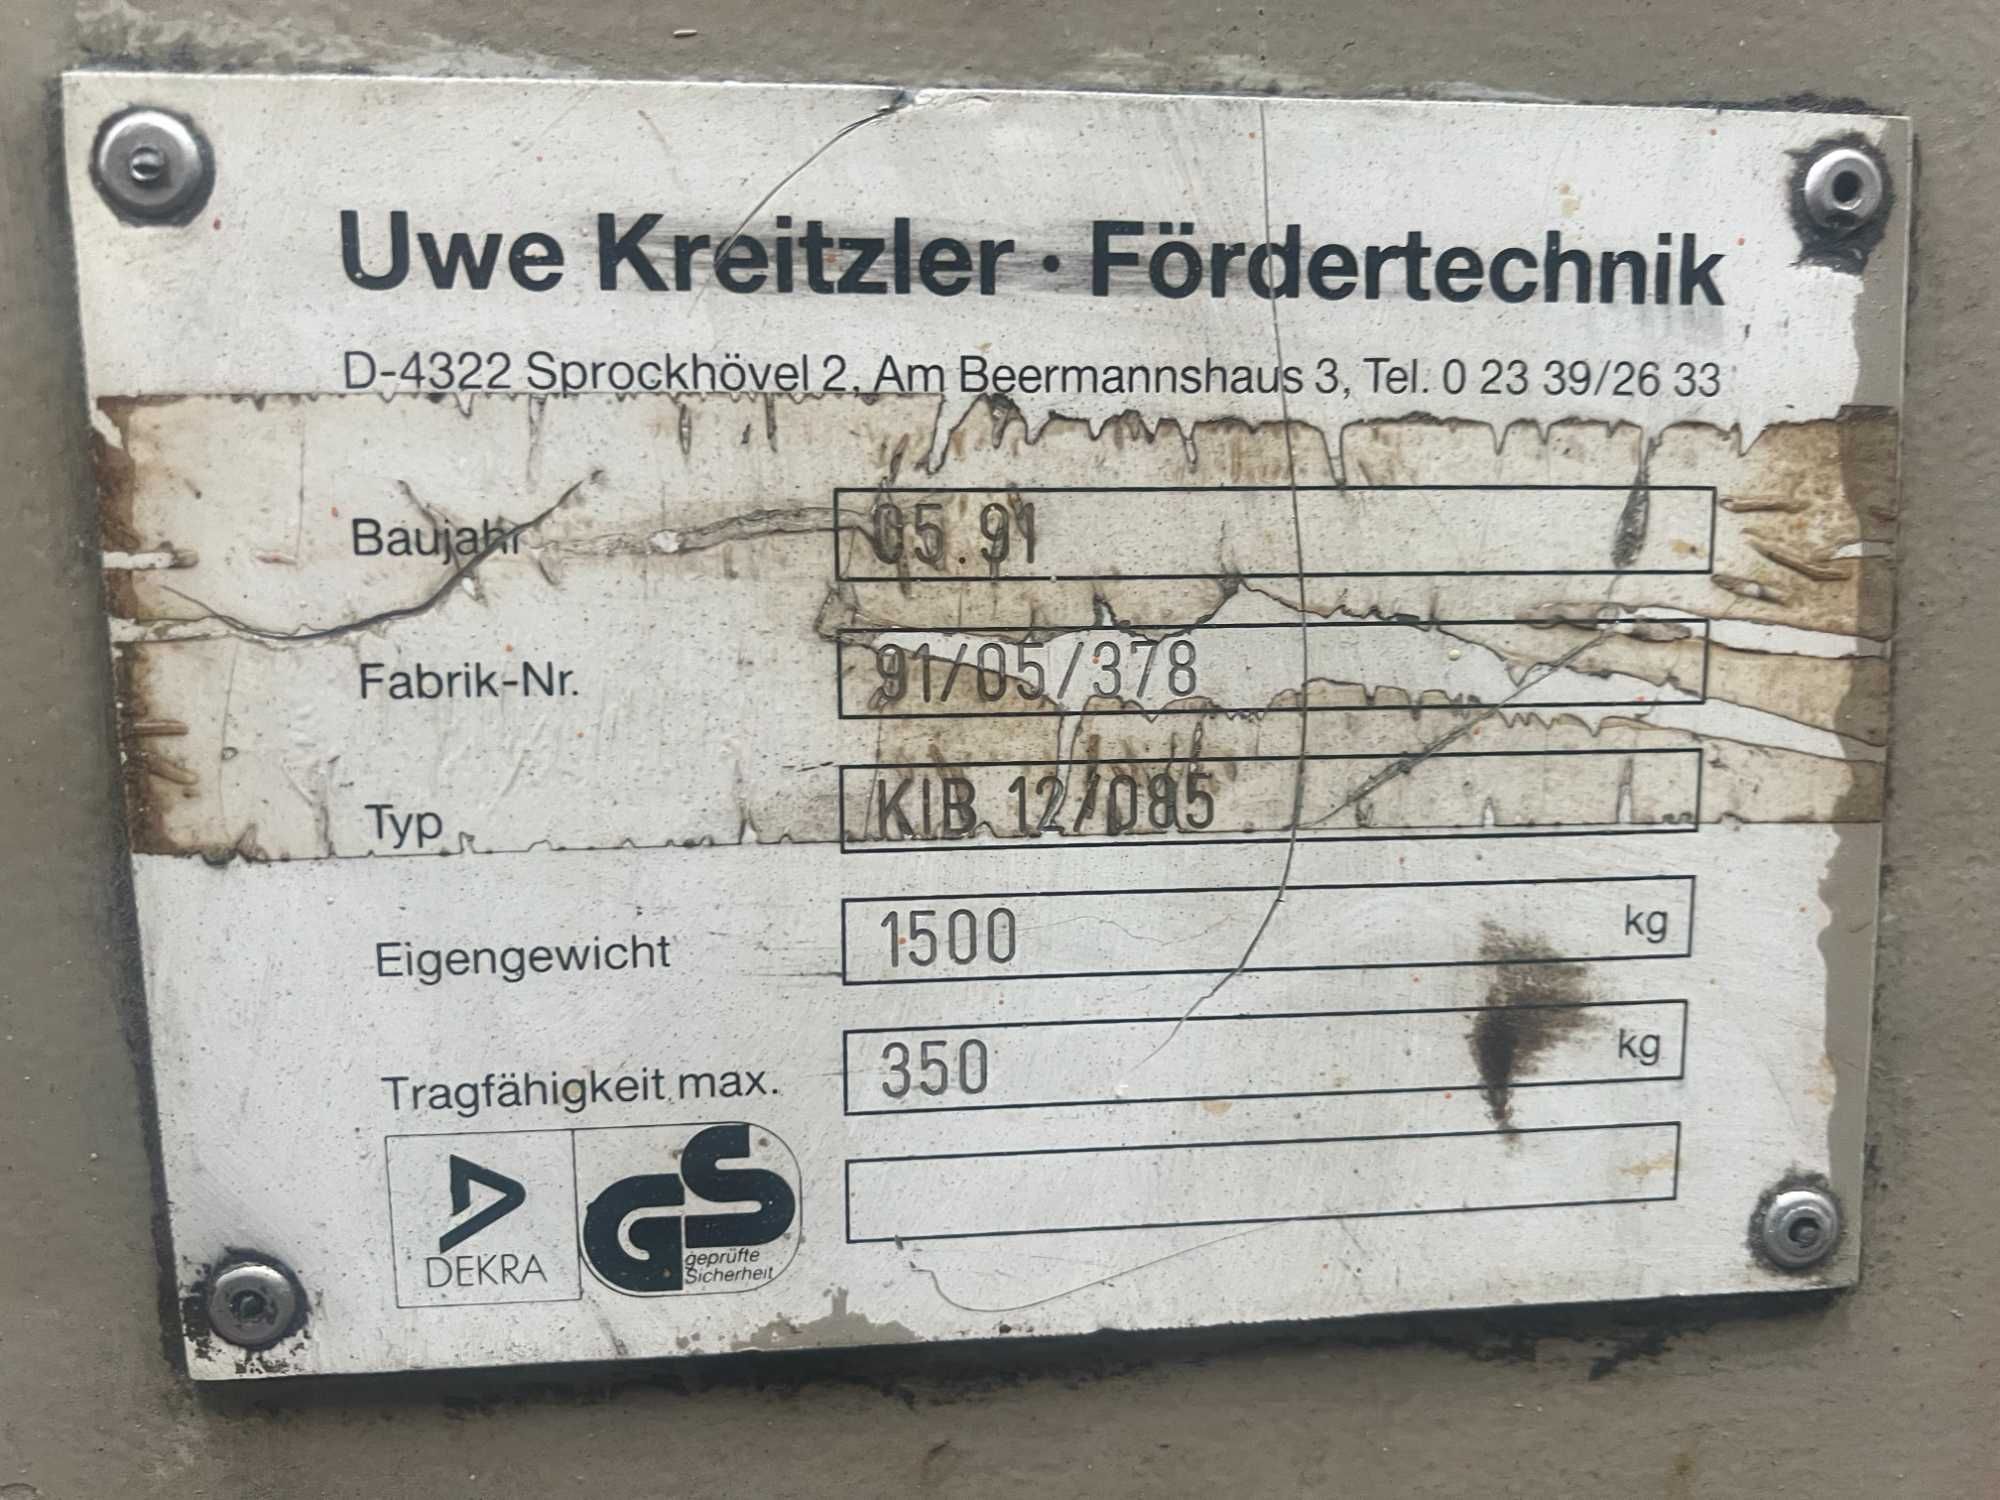 Uwe Kreitzler · Fördertechnik
D-4322 Sprockhövel 2, Am Beermannshaus 3, Tel. 0 23 39/26 33
Baujahr 05.91
Fabrik-Nr. 91/05/378
Typ KIB 12/085
Eigengewicht 1500 kg
Tragfähigkeit max. 350 kg
DEKRA GS geprüfte
Sicherheit